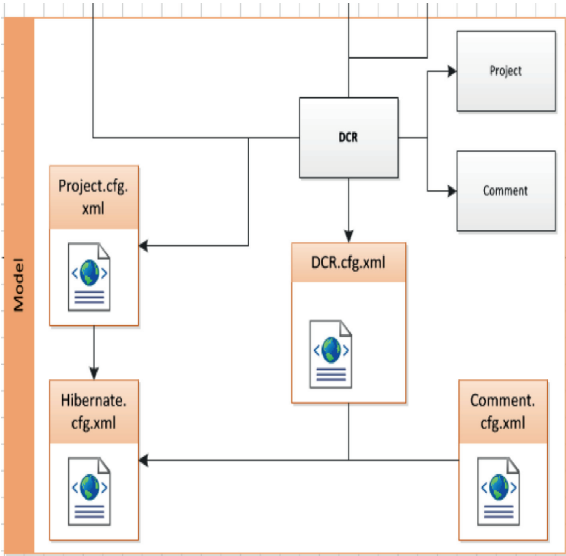 Project
DCR
Comment
Project.cfg.
xml
DCR.cfg.xml
Model
Hibernate.
cfg.xml
Comment.
cfg.xml